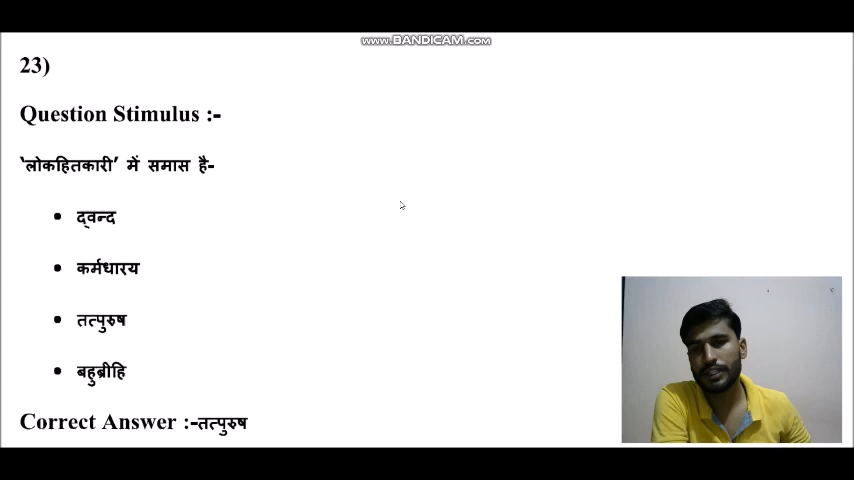 www.BANDICAM.com
23)
Question Stimulus :-
‘लोकहितकारी’ में समास है-
• द्वन्द
• कर्मधारय
• तत्पुरुष
• बहुब्रीहि
Correct Answer :-तत्पुरुष